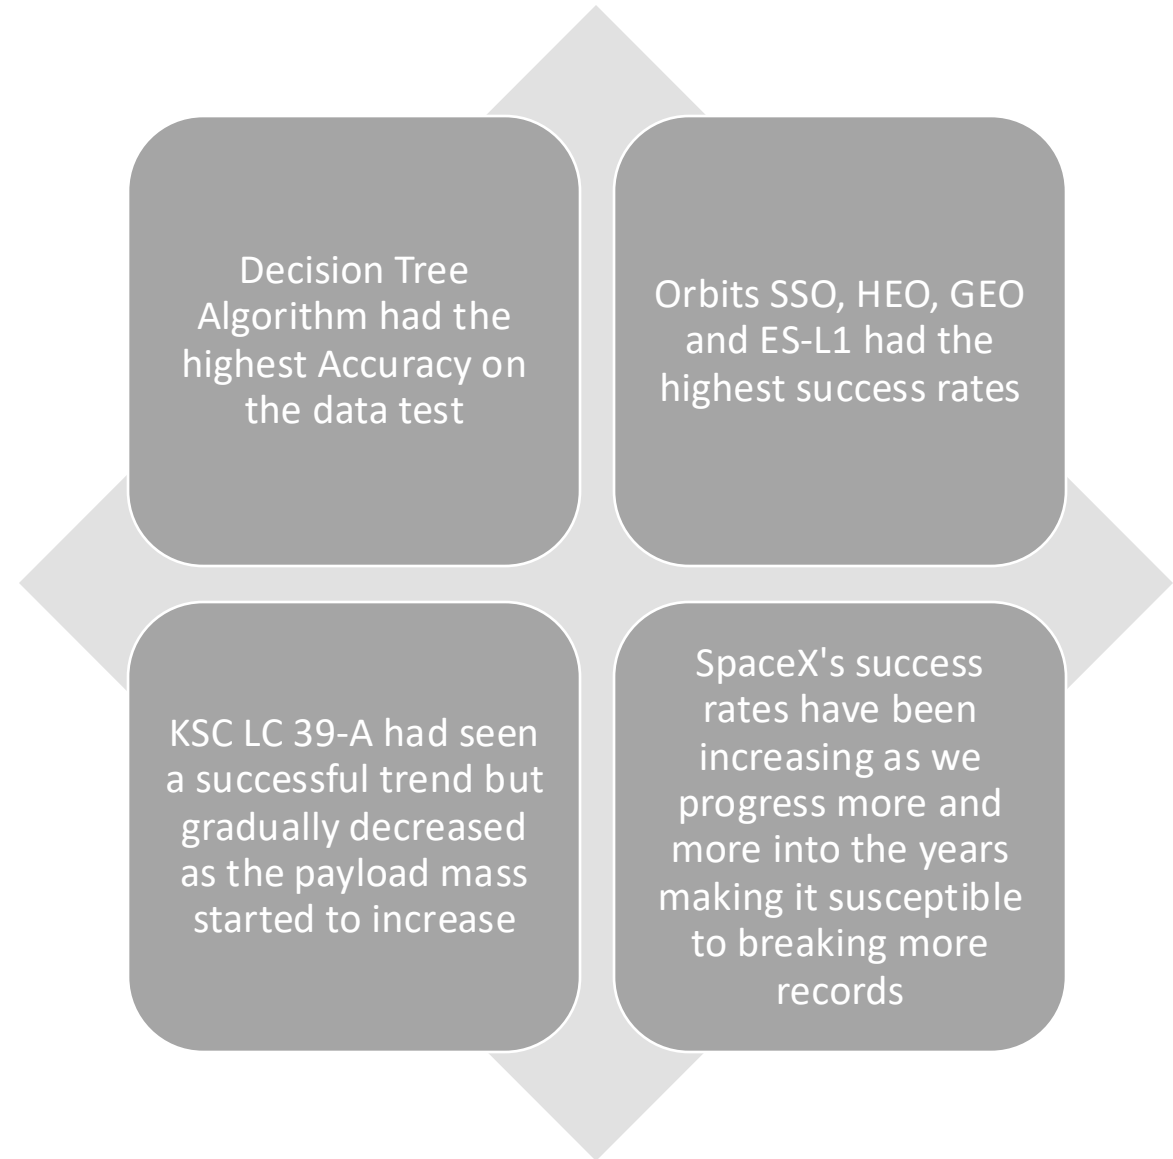 Decision Tree
Algorithm had the
highest Accuracy on
the data test
Orbits SSO, HEO, GEO
and ES-L1 had the
highest success rates
KSC LC 39-A had seen
a successful trend but
gradually decreased
as the payload mass
started to increase
SpaceX's success
rates have been
increasing as we
progress more and
more into the years
making it susceptible
to breaking more
records